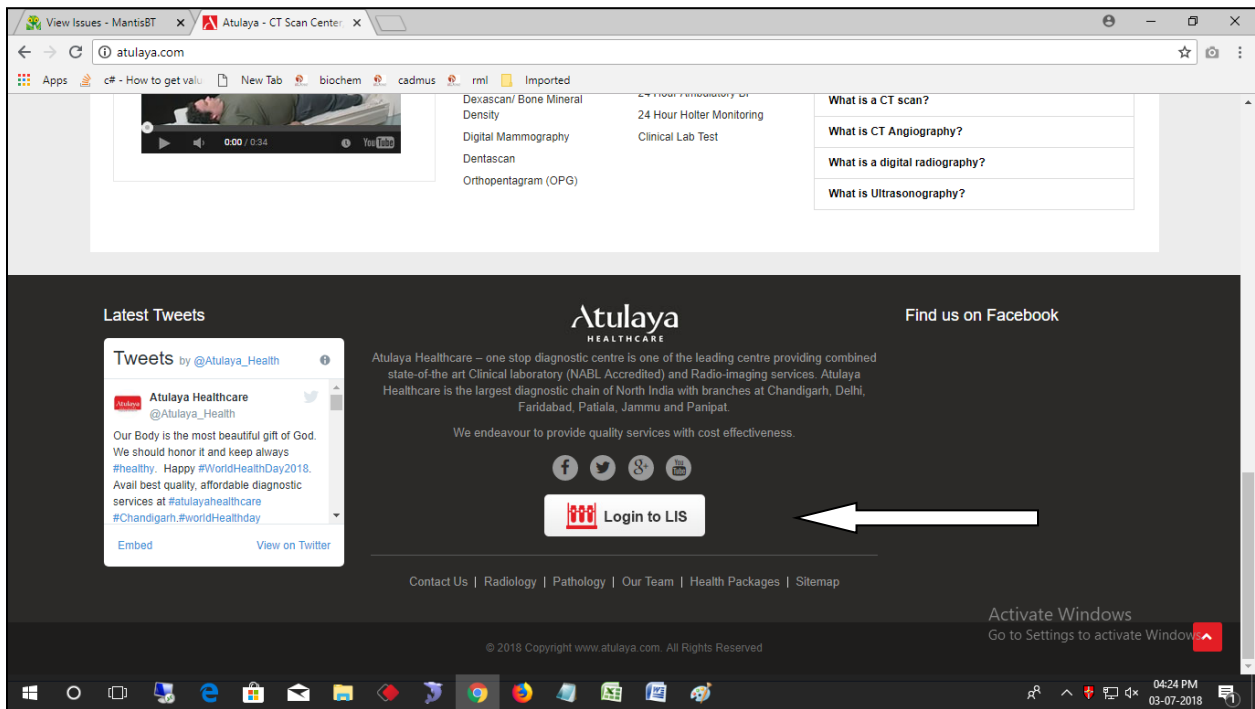 View Issues - MantisBT
Atulaya - CT Scan Center,
atulaya.com
Apps
c# - How to get valu
New Tab
biochem
cadmus
rml
Imported
0:00 / 0:34
YouTube
Dexascan/ Bone Mineral
Density
Digital Mammography
Dentascan
Orthopentagram (OPG)
24 Hour Ambulatory BP
24 Hour Holter Monitoring
Clinical Lab Test
What is a CT scan?
What is CT Angiography?
What is a digital radiography?
What is Ultrasonography?
Latest Tweets
Tweets by @Atulaya_Health
Atulaya
Atulaya Healthcare
@Atulaya_Health
Our Body is the most beautiful gift of God.
We should honor it and keep always
#healthy. Happy #WorldHealthDay2018.
Avail best quality, affordable diagnostic
services at #atulayahealthcare
#Chandigarh,#worldHealthday
Embed
View on Twitter
Atulaya
HEALTHCARE
Atulaya Healthcare – one stop diagnostic centre is one of the leading centre providing combined
state-of-the art Clinical laboratory (NABL Accredited) and Radio-imaging services. Atulaya
Healthcare is the largest diagnostic chain of North India with branches at Chandigarh, Delhi,
Faridabad, Patiala, Jammu and Panipat.
We endeavour to provide quality services with cost effectiveness.
You Tube
Login to LIS
Contact Us | Radiology | Pathology | Our Team | Health Packages | Sitemap
Find us on Facebook
© 2018 Copyright www.atulaya.com. All Rights Reserved
Activate Windows
Go to Settings to activate Windows.
04:24 PM
03-07-2018
1